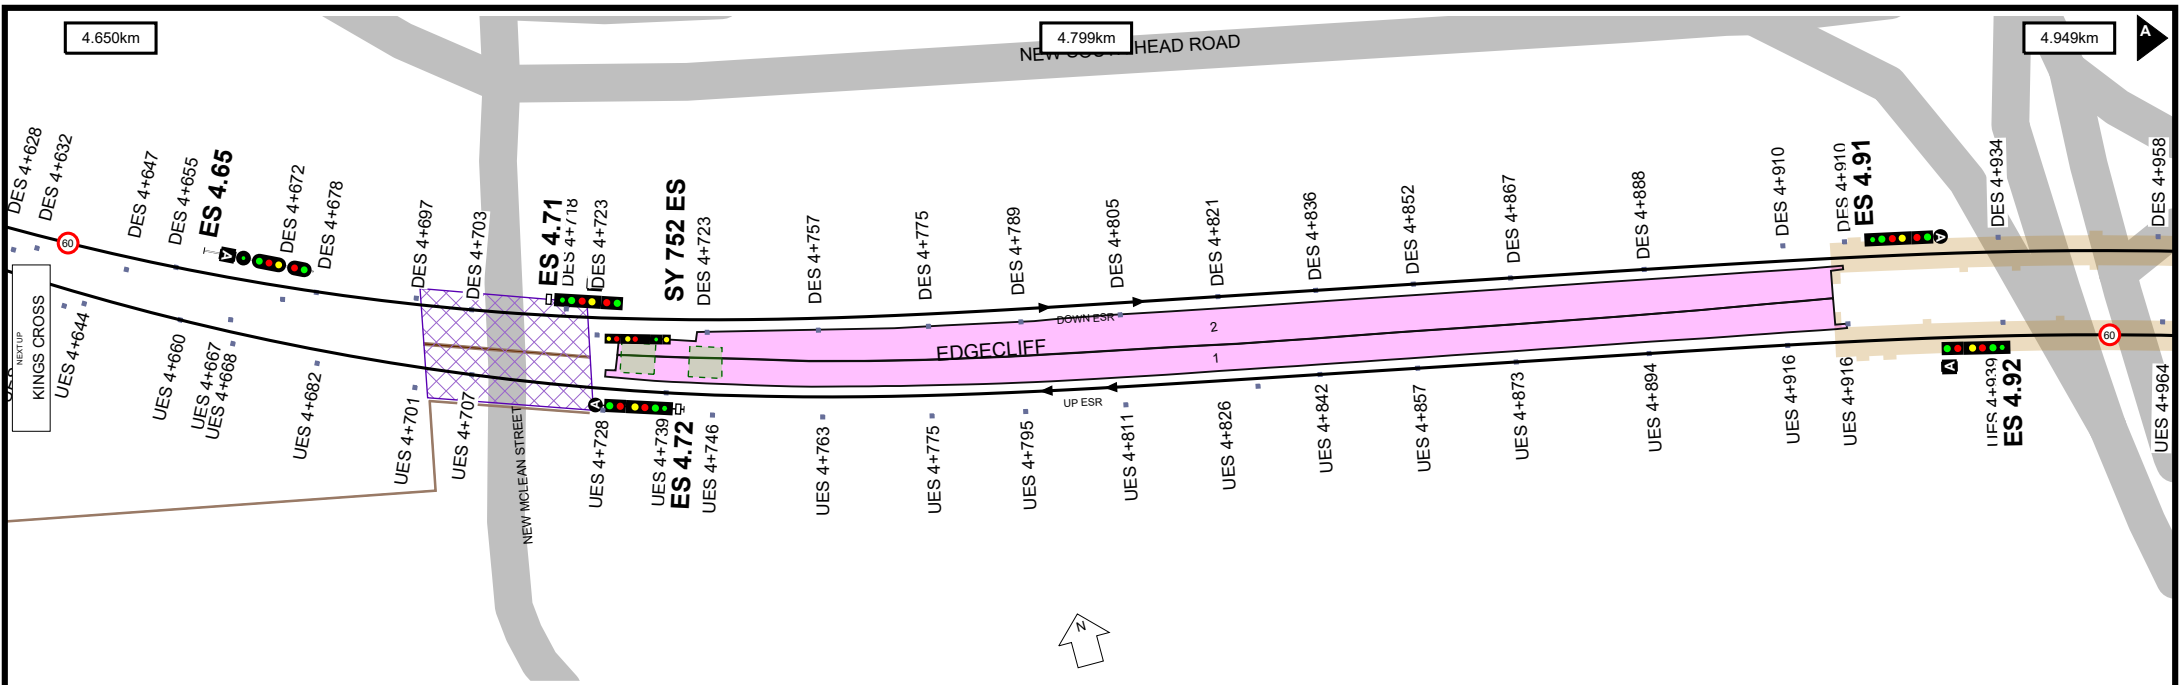 4.650km
4.799km
4.949km
A
NEW SOUTH HEAD ROAD
DES 4+628
DES 4+632
DES 4+647
DES 4+655
ES 4.65
DES 4+672
DES 4+678
DES 4+697
DES 4+703
ES 4.71
DES 4+718
DES 4+723
SY 752 ES
DES 4+723
DES 4+757
DES 4+775
DES 4+789
DES 4+805
DES 4+821
DES 4+836
DES 4+852
DES 4+867
DES 4+888
DES 4+910
DES 4+910
ES 4.91
DES 4+934
DES 4+958
60
A
A
DOWN ESR
2
EDGECLIFF
1
UP ESR
60
A
A
NEXT UP
KINGS CROSS
UES 4+644
UES 4+660
UES 4+667
UES 4+668
UES 4+682
UES 4+701
UES 4+707
NEW MCLEAN STREET
UES 4+728
UES 4+739
ES 4.72
UES 4+746
UES 4+763
UES 4+775
UES 4+795
UES 4+811
UES 4+826
UES 4+842
UES 4+857
UES 4+873
UES 4+894
UES 4+916
UES 4+916
UES 4+939
ES 4.92
UES 4+964
N